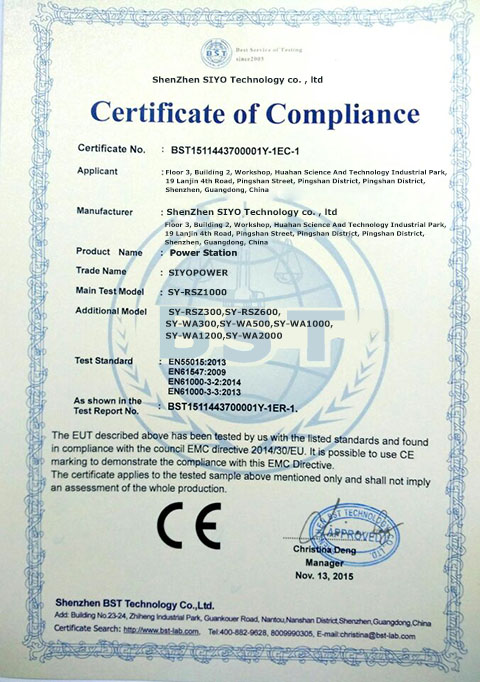 BST
Best Service of Testing
since2005
ShenZhen SIYO Technology co. , ltd
Certificate of Compliance
Certificate No. : BST1511443700001Y-1EC-1
Applicant : Floor 3, Building 2, Workshop, Huahan Science And Technology Industrial Park,
19 Lanjin 4th Road, Pingshan Street, Pingshan District, Pingshan District,
Shenzhen, Guangdong, China
Manufacturer : ShenZhen SIYO Technology co. , ltd
Floor 3, Building 2, Workshop, Huahan Science And Technology Industrial Park,
19 Lanjin 4th Road, Pingshan Street, Pingshan District, Pingshan District,
Shenzhen, Guangdong, China
Product Name : Power Station
Trade Name : SIYOPOWER
Main Test Model : SY-RSZ1000
Additional Model SY-RSZ300,SY-RSZ600,
: SY-WA300,SY-WA500,SY-WA1000,
SY-WA1200,SY-WA2000
BST
Test Standard : EN55015:2013
EN61547:2009
EN61000-3-2:2014
EN61000-3-3:2013
As shown in the
Test Report No. : BST1511443700001Y-1ER-1.
The EUT described above has been tested by us with the listed standards and found
in compliance with the council EMC directive 2014/30/EU. It is possible to use CE
marking to demonstrate the compliance with this EMC Directive.
The certificate applies to the tested sample above mentioned only and shall not imply
an assessment of the whole production.
CE
SHENZHEN BST TECHNOLOGY CO.,LTD
APPROVED
Christina Deng
Manager
Nov. 13, 2015
Shenzhen BST Technology Co.,Ltd.
Add: Building No.23-24, Zhiheng Industrial Park, Guankouer Road, Nantou,Nanshan District,Shenzhen,Guangdong,China
Certificate Search: http://www.bst-lab.com, Tel:400-882-9628, 8009990305, E-mail:christina@bst-lab.com